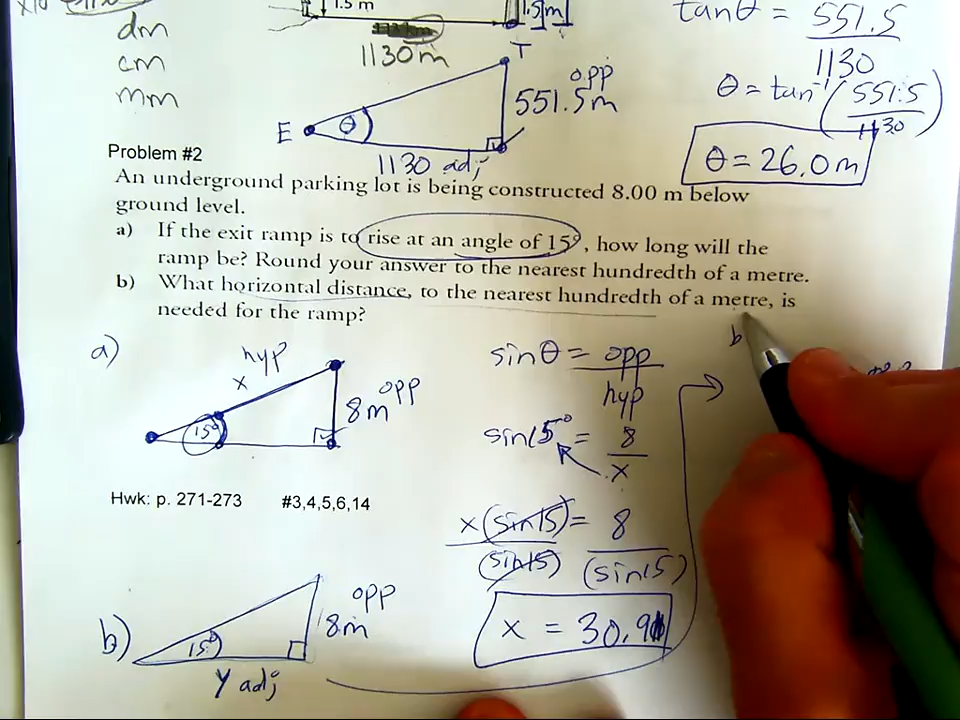 1.5 m
1.5 m
dm
cm
mm
1130 m
T
opp
551.5 m
E
θ
1130 adj
tanθ = 551.5
1130
θ = tan⁻¹(551.5
1130)
θ = 26.0 m
Problem #2
An underground parking lot is being constructed 8.00 m below
ground level.
a) If the exit ramp is to rise at an angle of 15°, how long will the
ramp be? Round your answer to the nearest hundredth of a metre.
b) What horizontal distance, to the nearest hundredth of a metre, is
needed for the ramp?
a)
hyp
x
15°
8m opp
sinθ = opp
hyp
sin15° = 8
x
x(sin15) = 8
(sin15) (sin15)
x = 30.91
b
Hwk: p. 271-273 #3,4,5,6,14
b)
15°
opp
8m
y adj